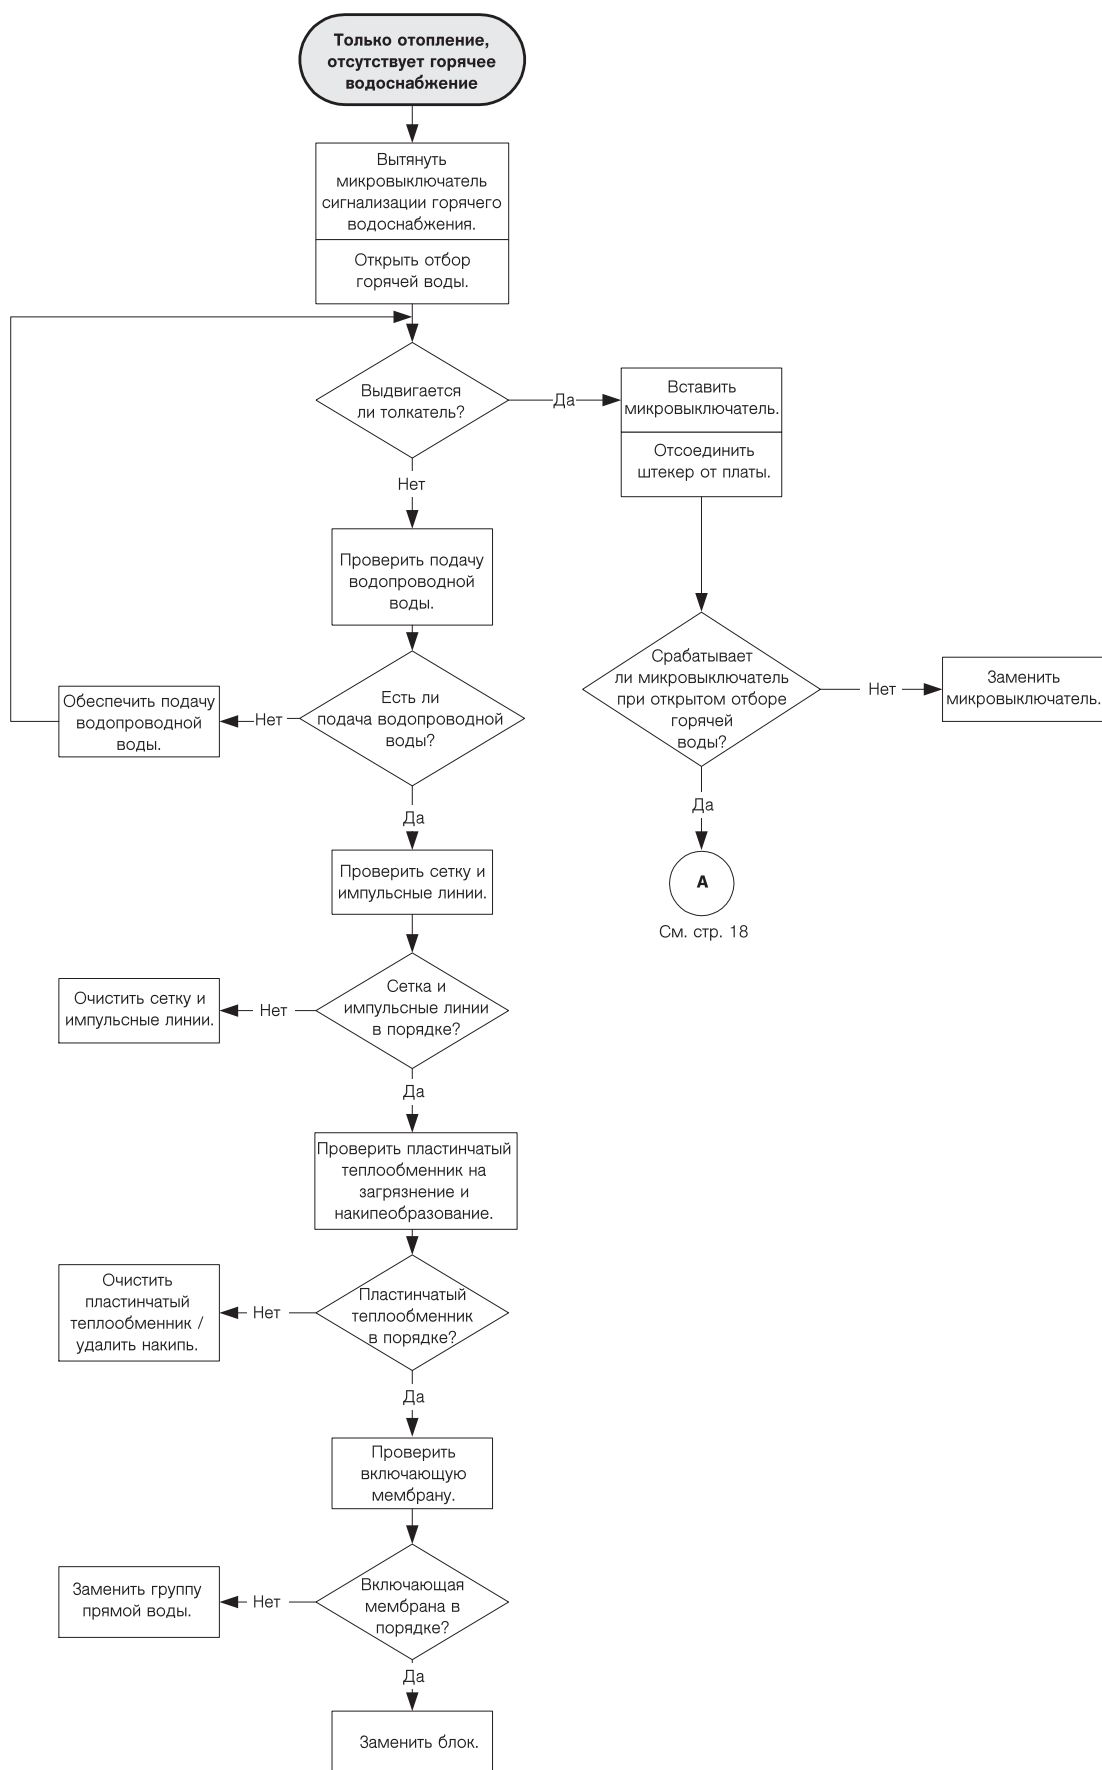 Только отопление,
отсутствует горячее
водоснабжение
Вытянуть
микровыключатель
сигнализации горячего
водоснабжения.
Открыть отбор
горячей воды.
Выдвигается
ли толкатель?
Да
Вставить
микровыключатель.
Отсоединить
штекер от платы.
Нет
Проверить подачу
водопроводной
воды.
Срабатывает
ли микровыключатель
при открытом отборе
горячей
воды?
Нет
Заменить
микровыключатель.
Есть ли
подача водопроводной
воды?
Нет
Обеспечить подачу
водопроводной
воды.
Да
Да
Проверить сетку и
импульсные линии.
A
См. стр. 18
Сетка и
импульсные линии
в порядке?
Нет
Очистить сетку и
импульсные линии.
Да
Проверить пластинчатый
теплообменник на
загрязнение и
накипеобразование.
Пластинчатый
теплообменник
в порядке?
Нет
Очистить
пластинчатый
теплообменник /
удалить накипь.
Да
Проверить
включающую
мембрану.
Включающая
мембрана в
порядке?
Нет
Заменить группу
прямой воды.
Да
Заменить блок.